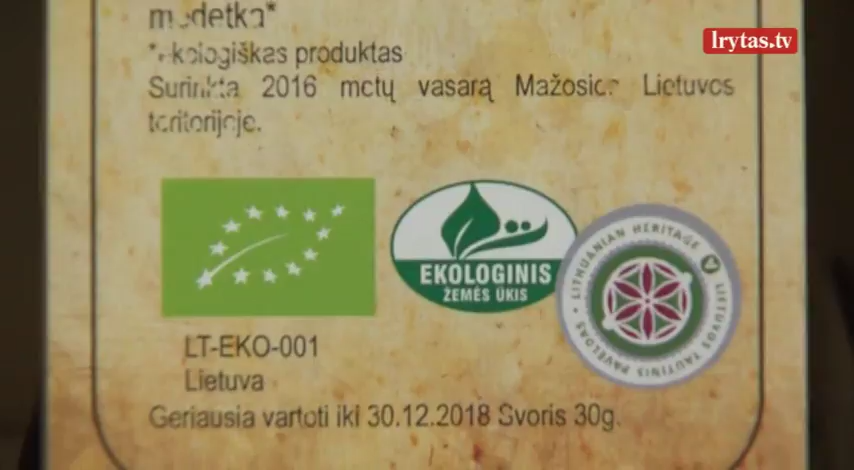 lrytas.tv
medetka*
*ekologiškas produktas
Surinkta 2016 metų vasarą Mažosios Lietuvos
teritorijoje.
EKOLOGINIS
ŽEMĖS ŪKIS
LITHUANIAN HERITAGE
LIETUVOS TAUTINIS PAVELDAS
LT-EKO-001
Lietuva
Geriausia vartoti iki 30.12.2018 Svoris 30g.